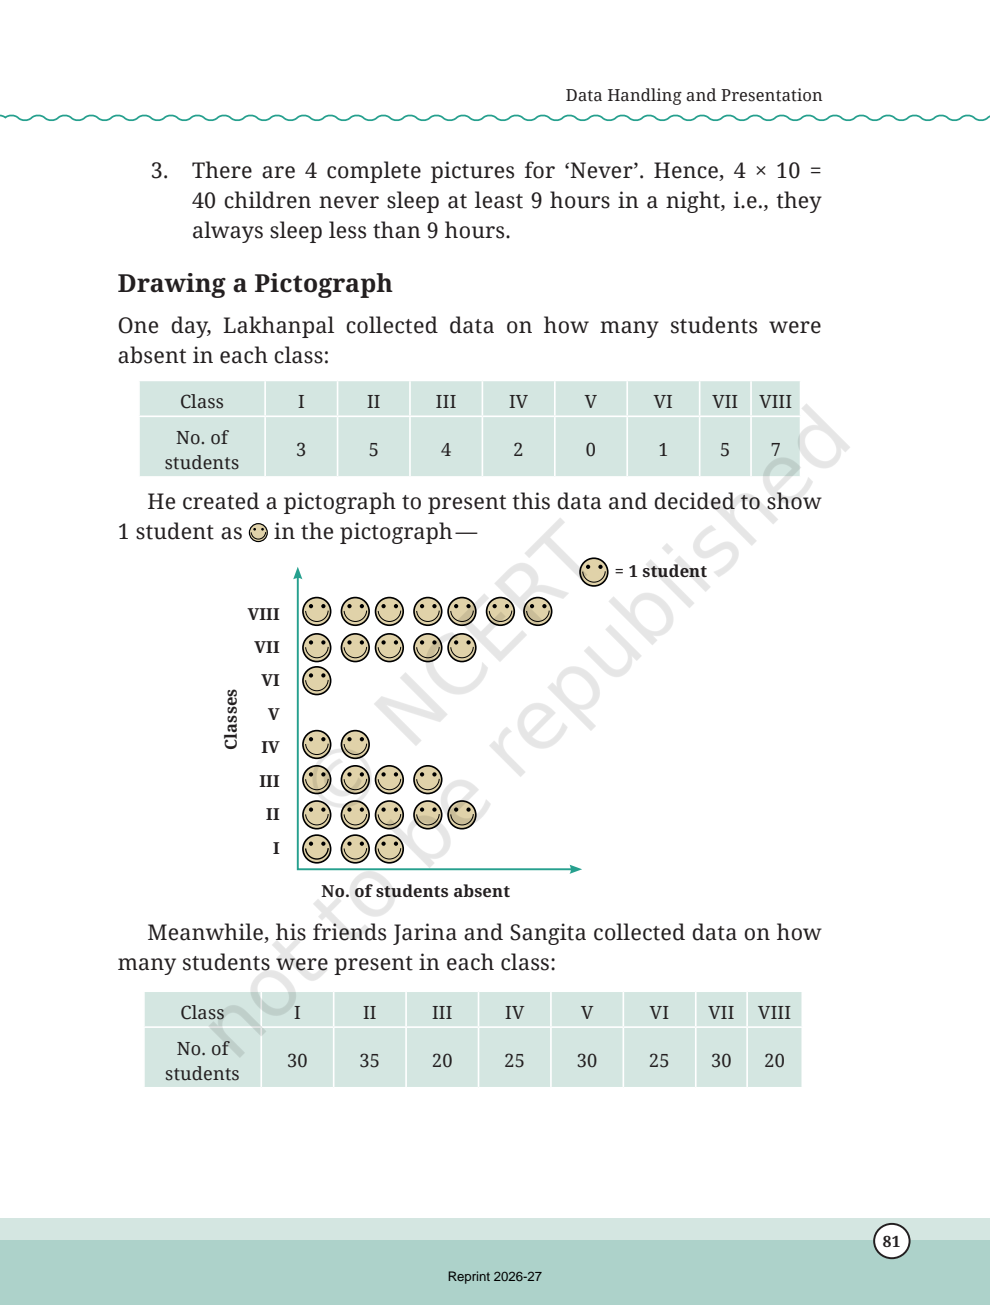 Data Handling and Presentation
3. There are 4 complete pictures for ‘Never’. Hence, 4 × 10 =
40 children never sleep at least 9 hours in a night, i.e., they
always sleep less than 9 hours.
Drawing a Pictograph
One day, Lakhanpal collected data on how many students were
absent in each class:
Class I II III IV V VI VII VIII
No. of
students 3 5 4 2 0 1 5 7
He created a pictograph to present this data and decided to show
1 student as in the pictograph—
= 1 student
VIII
VII
VI
V
IV
III
II
I
Classes
No. of students absent
Meanwhile, his friends Jarina and Sangita collected data on how
many students were present in each class:
Class I II III IV V VI VII VIII
No. of
students 30 35 20 25 30 25 30 20
© NCERT
not to be republished
81
Reprint 2026-27